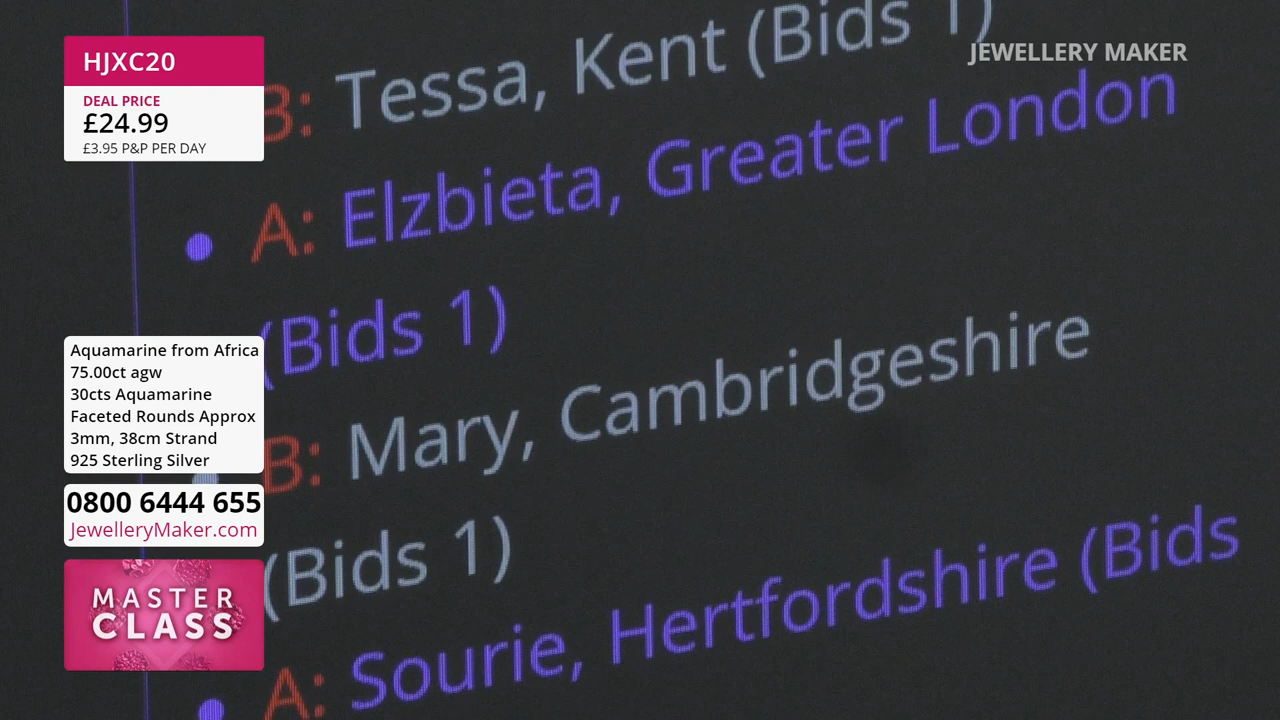 HJXC20
DEAL PRICE
£24.99
£3.95 P&P PER DAY
JEWELLERY MAKER
B: Tessa, Kent (Bids 1)
• A: Elzbieta, Greater London
(Bids 1)
B: Mary, Cambridgeshire
(Bids 1)
• A: Sourie, Hertfordshire (Bids
Aquamarine from Africa
75.00ct agw
30cts Aquamarine
Faceted Rounds Approx
3mm, 38cm Strand
925 Sterling Silver
0800 6444 655
JewelleryMaker.com
MASTER
CLASS